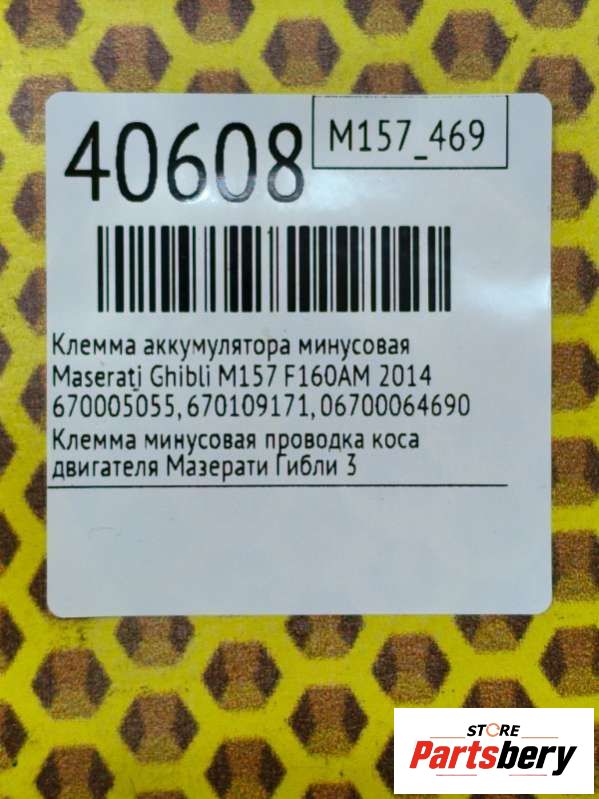 40608
M157_469
Клемма аккумулятора минусовая
Maserati Ghibli M157 F160AM 2014
670005055, 670109171, 06700064690
Клемма минусовая проводка коса
двигателя Мазерати Гибли 3
STORE
Partsbery